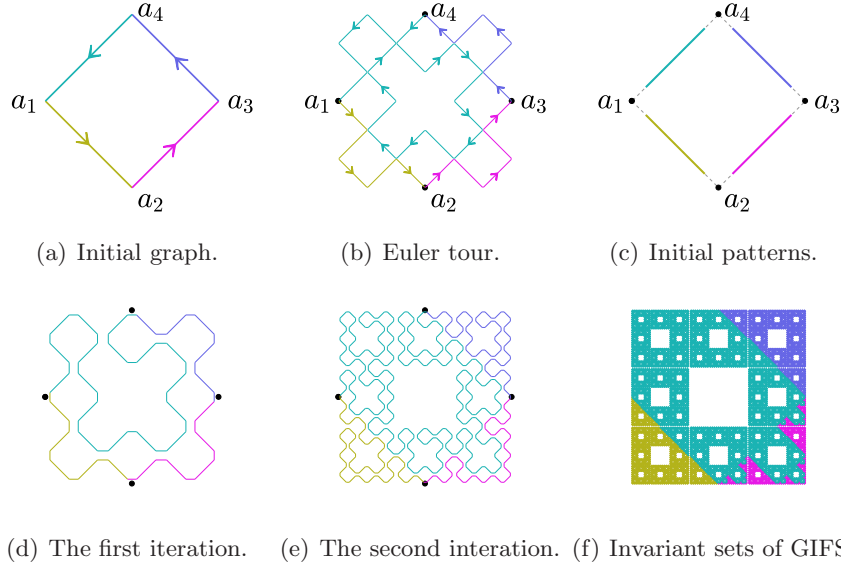 a4 a4 a4
a1 a3 a1 a3 a1 a3
a2 a2 a2
(a) Initial graph. (b) Euler tour. (c) Initial patterns.
(d) The first iteration. (e) The second interation. (f) Invariant sets of GIFS